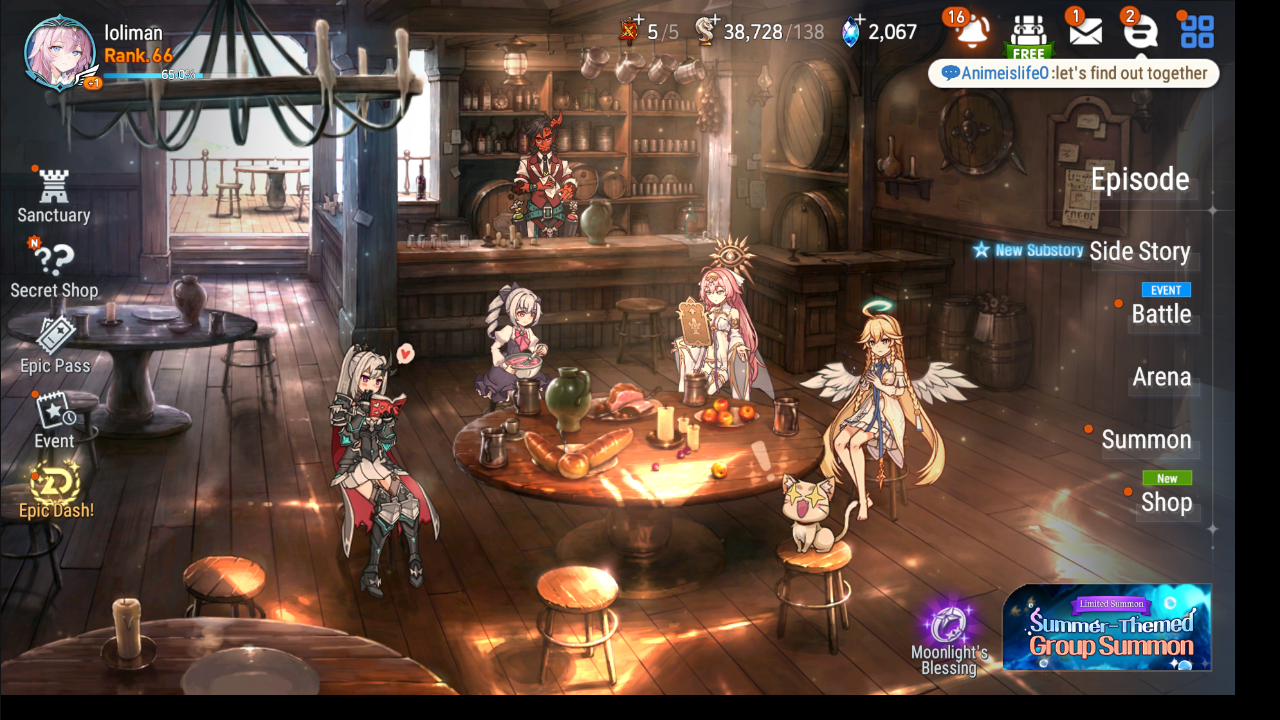 loliman
Rank.66
65.0%
+1
5/5
38,728/138
2,067
16
FREE
1
2
AnimeislifeO:let's find out together
Sanctuary
N
Secret Shop
Epic Pass
Event
Epic Dash!
Episode
New Substory
Side Story
EVENT
Battle
Arena
Summon
New
Shop
Moonlight's
Blessing
Limited Summon
Summer-Themed
Group Summon